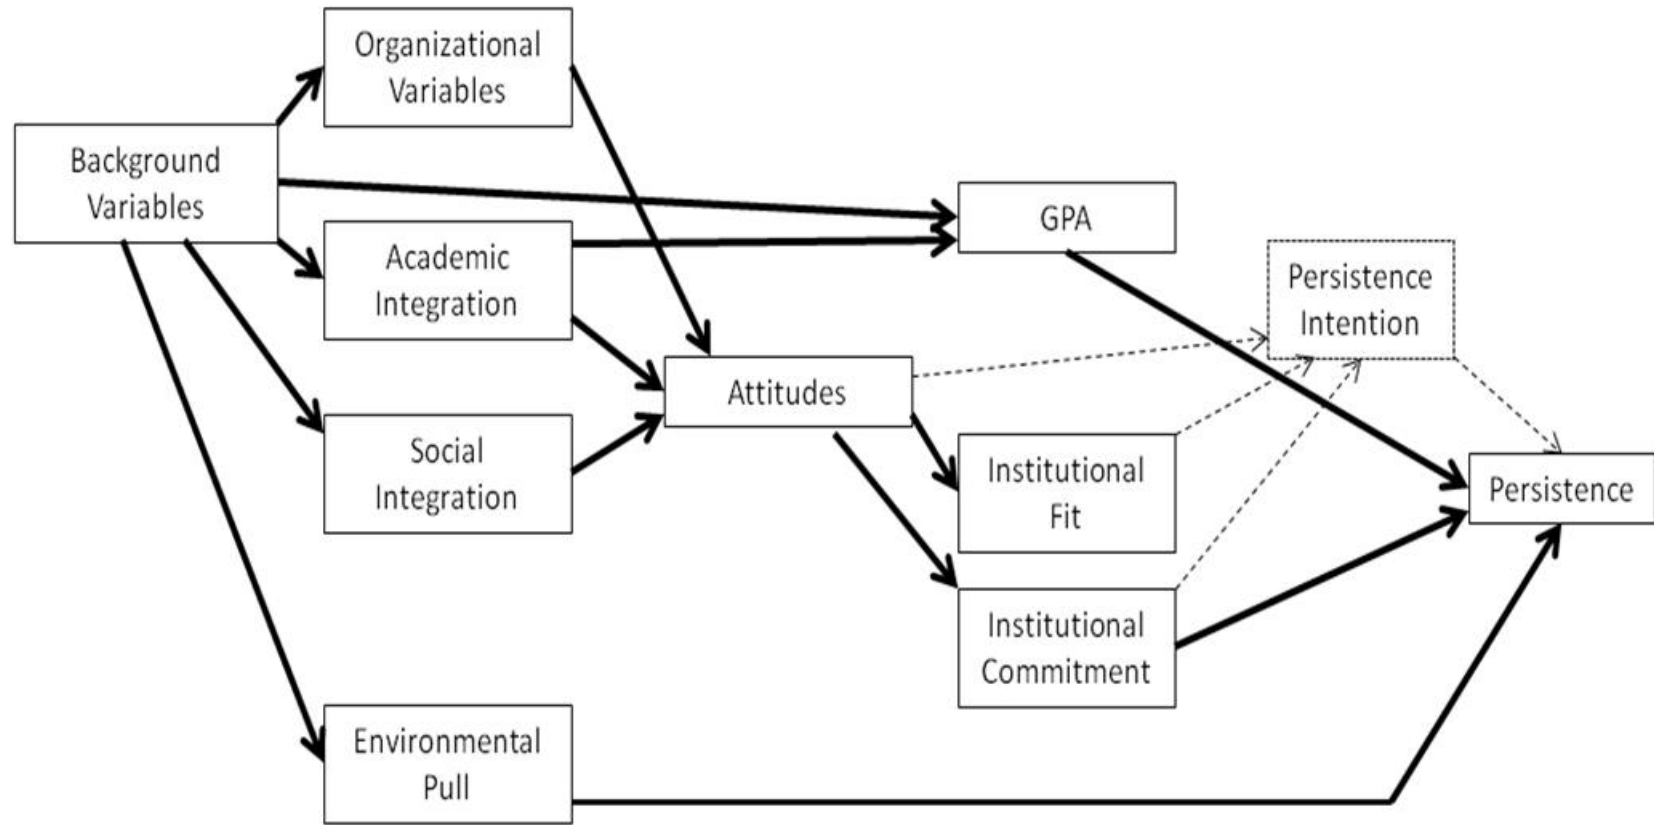 Organizational
Variables
Background
Variables
GPA
Academic
Integration
Persistence
Intention
Attitudes
Social
Integration
Institutional
Fit
Persistence
Institutional
Commitment
Environmental
Pull